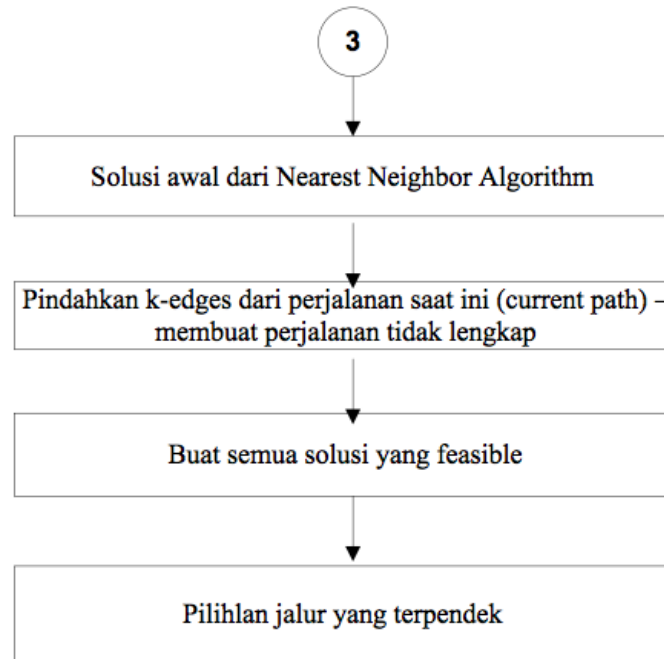 3
Solusi awal dari Nearest Neighbor Algorithm
Pindahkan k-edges dari perjalanan saat ini (current path) –
membuat perjalanan tidak lengkap
Buat semua solusi yang feasible
Pilihlan jalur yang terpendek